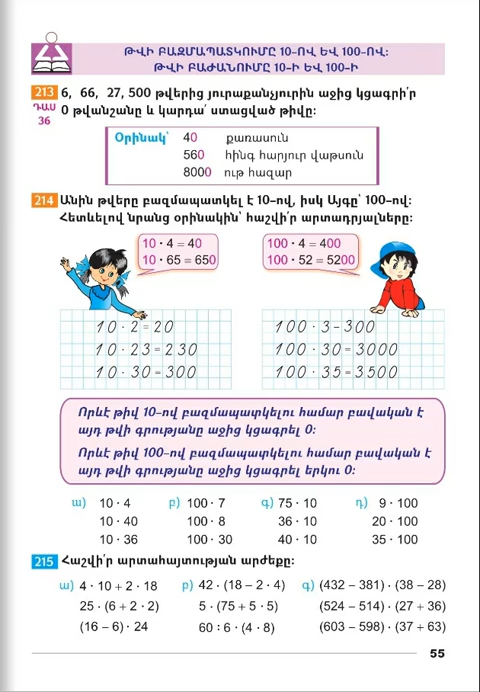 ԹՎԻ ԲԱԶՄԱՊԱՏԿՈՒՄԸ 10-ՈՎ ԵՎ 100-ՈՎ։
ԹՎԻ ԲԱԺԱՆՈՒՄԸ 10-Ի ԵՎ 100-Ի
213 6, 66, 27, 500 թվերից յուրաքանչյուրին աջից կցագրի՛ր
ԴԱՍ 36
0 թվանշանը և կարդա՛ ստացված թիվը։
Օրինակ՝ 40 քառասուն
560 հինգ հարյուր վաթսուն
8000 ութ հազար
214 Անին թվերը բազմապատկել է 10-ով, իսկ Այգը՝ 100-ով։
Հետևելով նրանց օրինակին՝ հաշվի՛ր արտադրյալները։
10 · 4 = 40
10 · 65 = 650
100 · 4 = 400
100 · 52 = 5200
10 · 2 = 20
10 · 23 = 230
10 · 30 = 300
100 · 3 = 300
100 · 30 = 3000
100 · 35 = 3500
Որևէ թիվ 10-ով բազմապատկելու համար բավական է
այդ թվի գրությանը աջից կցագրել 0։
Որևէ թիվ 100-ով բազմապատկելու համար բավական է
այդ թվի գրությանը աջից կցագրել երկու 0։
ա) 10 · 4 բ) 100 · 7 գ) 75 · 10 դ) 9 · 100
10 · 40 100 · 8 36 · 10 20 · 100
10 · 36 100 · 30 40 · 10 35 · 100
215 Հաշվի՛ր արտահայտության արժեքը։
ա) 4 · 10 + 2 · 18 բ) 42 · (18 – 2 · 4) գ) (432 – 381) · (38 – 28)
25 · (6 + 2 · 2) 5 · (75 + 5 · 5) (524 – 514) · (27 + 36)
(16 – 6) · 24 60 : 6 · (4 · 8) (603 – 598) · (37 + 63)
55